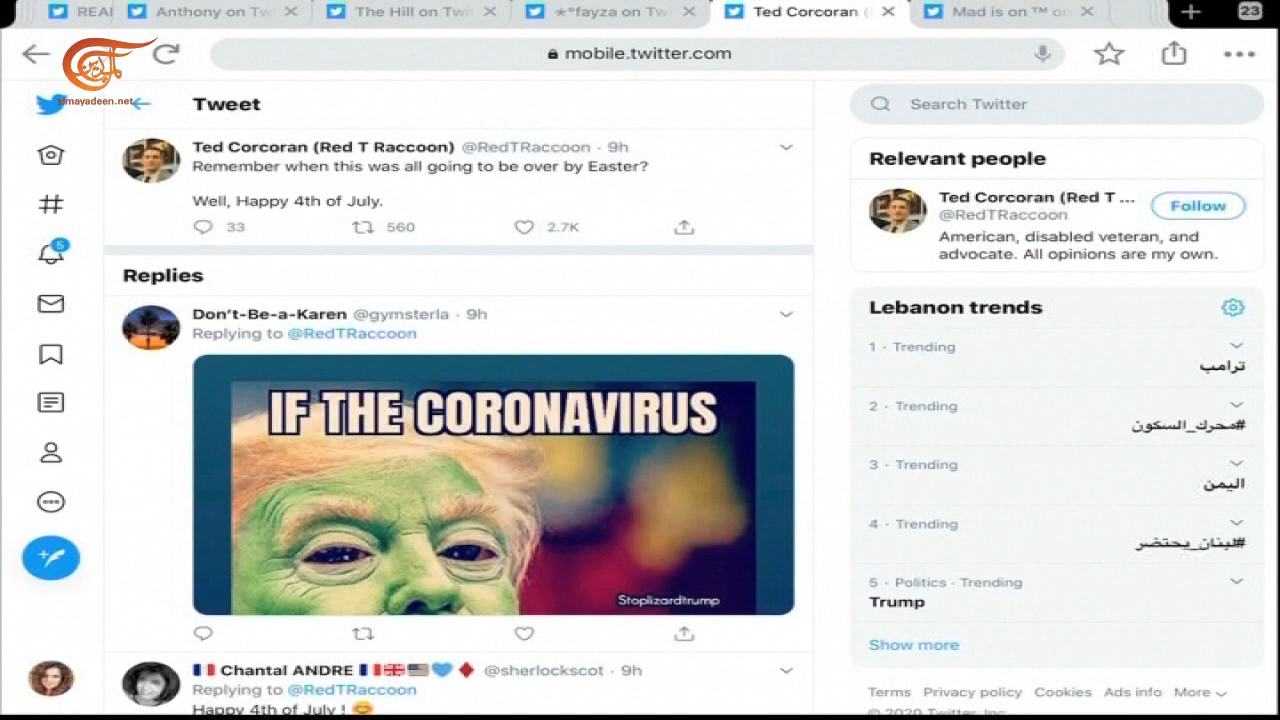 REAl
Anthony on Tw
The Hill on Twi
★°fayza on Tw
Ted Corcoran (
Mad is on ™ on
23
mobile.twitter.com
الميادين
almayadeen.net
Tweet
Search Twitter
Ted Corcoran (Red T Raccoon) @RedTRaccoon · 9h
Remember when this was all going to be over by Easter?
Well, Happy 4th of July.
33 560 2.7K
Replies
Don't-Be-a-Karen @gymsterla · 9h
Replying to @RedTRaccoon
IF THE CORONAVIRUS
Stoplizardtrump
Chantal ANDRE @sherlockscot · 9h
Replying to @RedTRaccoon
Happy 4th of July !
5
Relevant people
Ted Corcoran (Red T ...
@RedTRaccoon
Follow
American, disabled veteran, and
advocate. All opinions are my own.
Lebanon trends
1 · Trending
ترامب
2 · Trending
#محرك_السكون
3 · Trending
اليمن
4 · Trending
#لبنان_يحتضر
5 · Politics · Trending
Trump
Show more
Terms Privacy policy Cookies Ads info More
© 2020 Twitter, Inc.